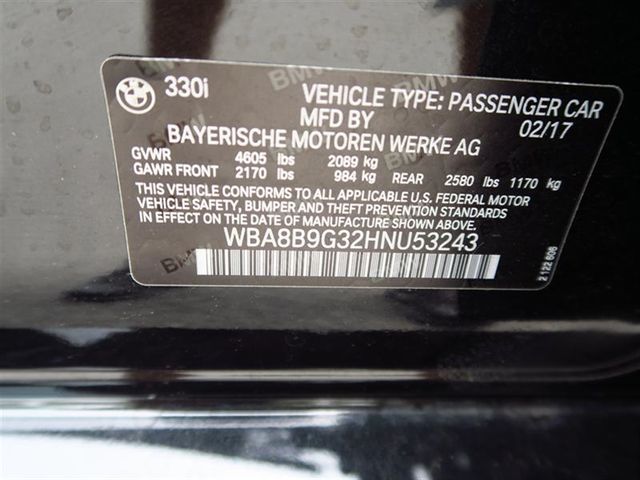 330i
VEHICLE TYPE: PASSENGER CAR
MFD BY 02/17
BAYERISCHE MOTOREN WERKE AG
GVWR 4605 lbs 2089 kg
GAWR FRONT 2170 lbs 984 kg REAR 2580 lbs 1170 kg
THIS VEHICLE CONFORMS TO ALL APPLICABLE U.S. FEDERAL MOTOR
VEHICLE SAFETY, BUMPER AND THEFT PREVENTION STANDARDS
IN EFFECT ON THE DATE OF MANUFACTURE SHOWN ABOVE.
WBA8B9G32HNU53243
2 122 606